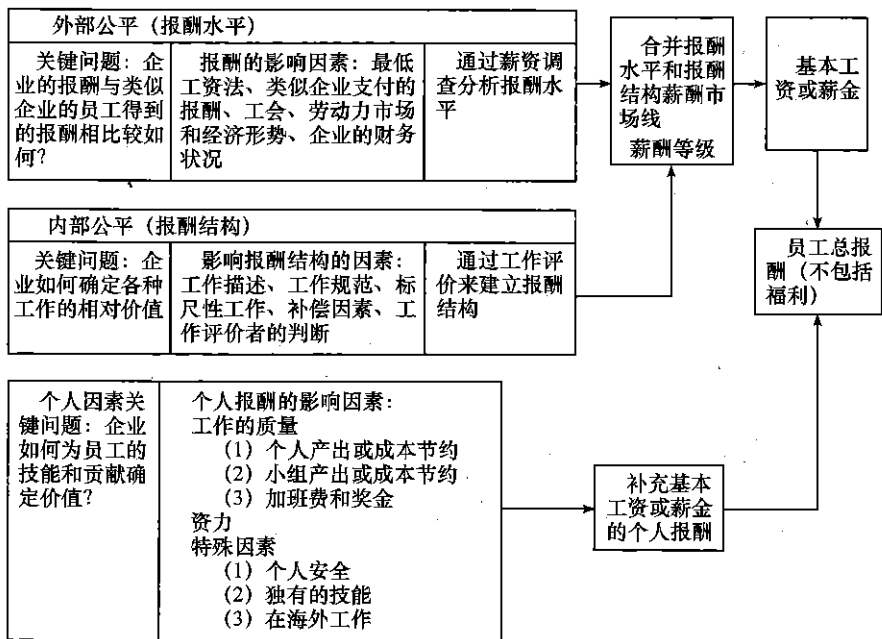 外部公平（报酬水平）
关键问题：企
业的报酬与类似
企业的员工得到
的报酬相比较如
何？
报酬的影响因素：最低
工资法、类似企业支付的
报酬、工会、劳动力市场
和经济形势、企业的财务
状况
通过薪资调
查分析报酬水
平
合并报酬
水平和报酬
结构薪酬市
场线
薪酬等级
基本工
资或薪金
内部公平（报酬结构）
关键问题：企
业如何确定各种
工作的相对价值
影响报酬结构的因素：
工作描述、工作规范、标
尺性工作、补偿因素、工
作评价者的判断
通过工作评
价来建立报酬
结构
员工总报
酬（不包括
福利）
个人因素关
键问题：企业
如何为员工的
技能和贡献确
定价值？
个人报酬的影响因素：
工作的质量
（1）个人产出或成本节约
（2）小组产出或成本节约
（3）加班费和奖金
资力
特殊因素
（1）个人安全
（2）独有的技能
（3）在海外工作
补充基本
工资或薪金
的个人报酬